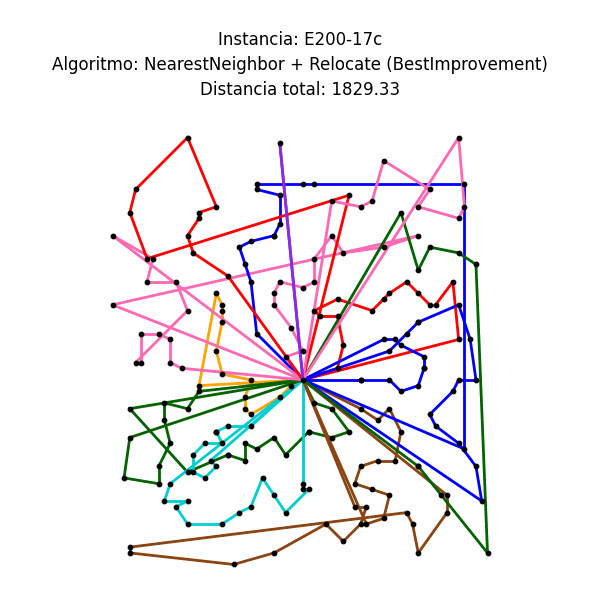 Instancia: E200-17c
Algoritmo: NearestNeighbor + Relocate (BestImprovement)
Distancia total: 1829.33